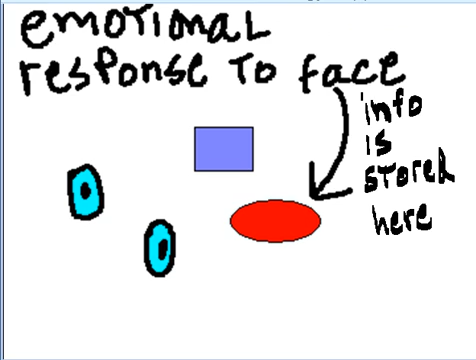 emotional
response to face
info
is
stored
here